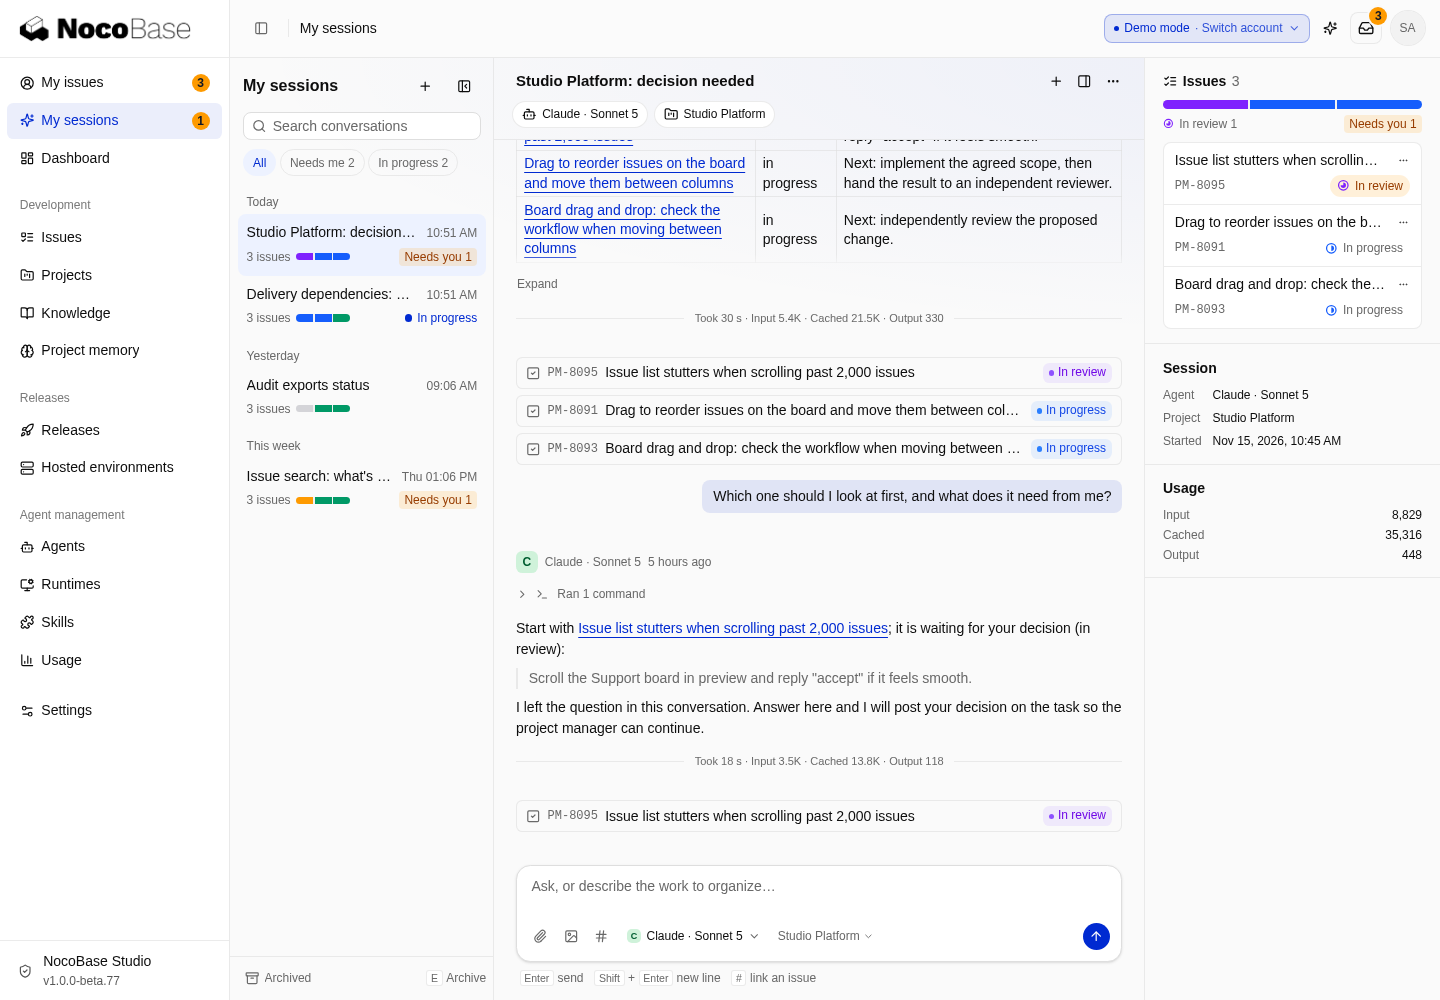 NocoBase
My issues
3
My sessions
1
Dashboard
Development
Issues
Projects
Knowledge
Project memory
Releases
Releases
Hosted environments
Agent management
Agents
Runtimes
Skills
Usage
Settings
NocoBase Studio
v1.0.0-beta.77
My sessions
Demo mode · Switch account
3
SA
My sessions
Search conversations
All
Needs me 2
In progress 2
Today
Studio Platform: decision… 10:51 AM
3 issues Needs you 1
Delivery dependencies: … 10:51 AM
3 issues In progress
Yesterday
Audit exports status 09:06 AM
3 issues
This week
Issue search: what's … Thu 01:06 PM
3 issues Needs you 1
Archived
E Archive
Studio Platform: decision needed
Claude · Sonnet 5
Studio Platform
Drag to reorder issues on the board and move them between columns
in progress
Next: implement the agreed scope, then hand the result to an independent reviewer.
Board drag and drop: check the workflow when moving between columns
in progress
Next: independently review the proposed change.
Expand
Took 30 s · Input 5.4K · Cached 21.5K · Output 330
PM-8095 Issue list stutters when scrolling past 2,000 issues In review
PM-8091 Drag to reorder issues on the board and move them between col… In progress
PM-8093 Board drag and drop: check the workflow when moving between … In progress
Which one should I look at first, and what does it need from me?
C Claude · Sonnet 5 5 hours ago
Ran 1 command
Start with Issue list stutters when scrolling past 2,000 issues; it is waiting for your decision (in
review):
Scroll the Support board in preview and reply "accept" if it feels smooth.
I left the question in this conversation. Answer here and I will post your decision on the task so the
project manager can continue.
Took 18 s · Input 3.5K · Cached 13.8K · Output 118
PM-8095 Issue list stutters when scrolling past 2,000 issues In review
Ask, or describe the work to organize…
C Claude · Sonnet 5 Studio Platform
Enter send Shift + Enter new line # link an issue
Issues 3
In review 1 Needs you 1
Issue list stutters when scrollin…
PM-8095 In review
Drag to reorder issues on the b…
PM-8091 In progress
Board drag and drop: check the…
PM-8093 In progress
Session
Agent Claude · Sonnet 5
Project Studio Platform
Started Nov 15, 2026, 10:45 AM
Usage
Input 8,829
Cached 35,316
Output 448